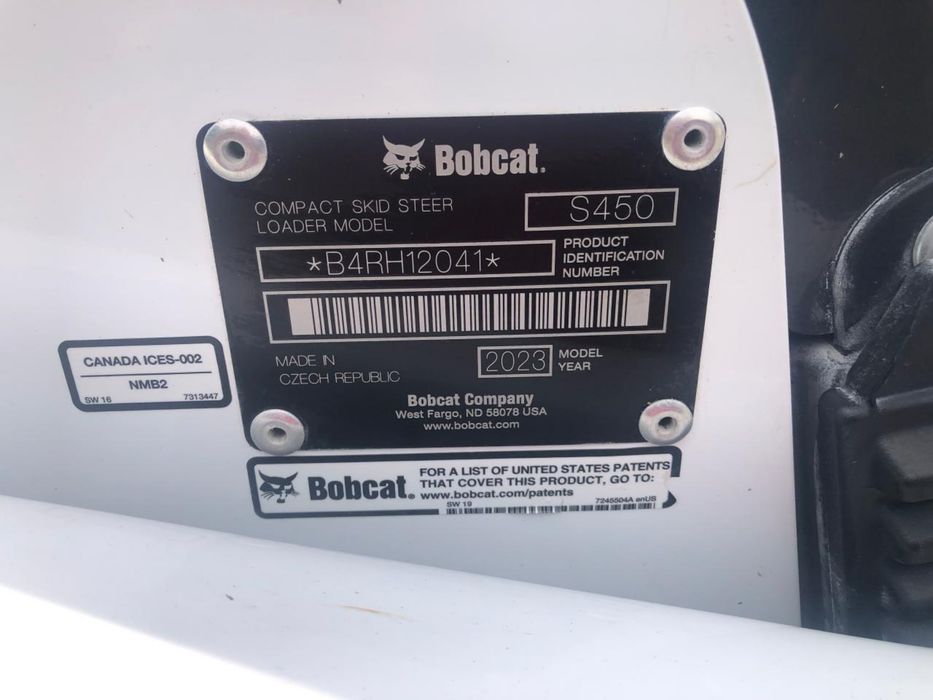 Bobcat.
COMPACT SKID STEER
LOADER MODEL
S450
*B4RH12041*
PRODUCT
IDENTIFICATION
NUMBER
MADE IN
CZECH REPUBLIC
2023
MODEL
YEAR
Bobcat Company
West Fargo, ND 58078 USA
www.bobcat.com
CANADA ICES-002
NMB2
SW 16 7313447
Bobcat.
FOR A LIST OF UNITED STATES PATENTS
THAT COVER THIS PRODUCT, GO TO:
www.bobcat.com/patents
SW 19 7245504A enUS